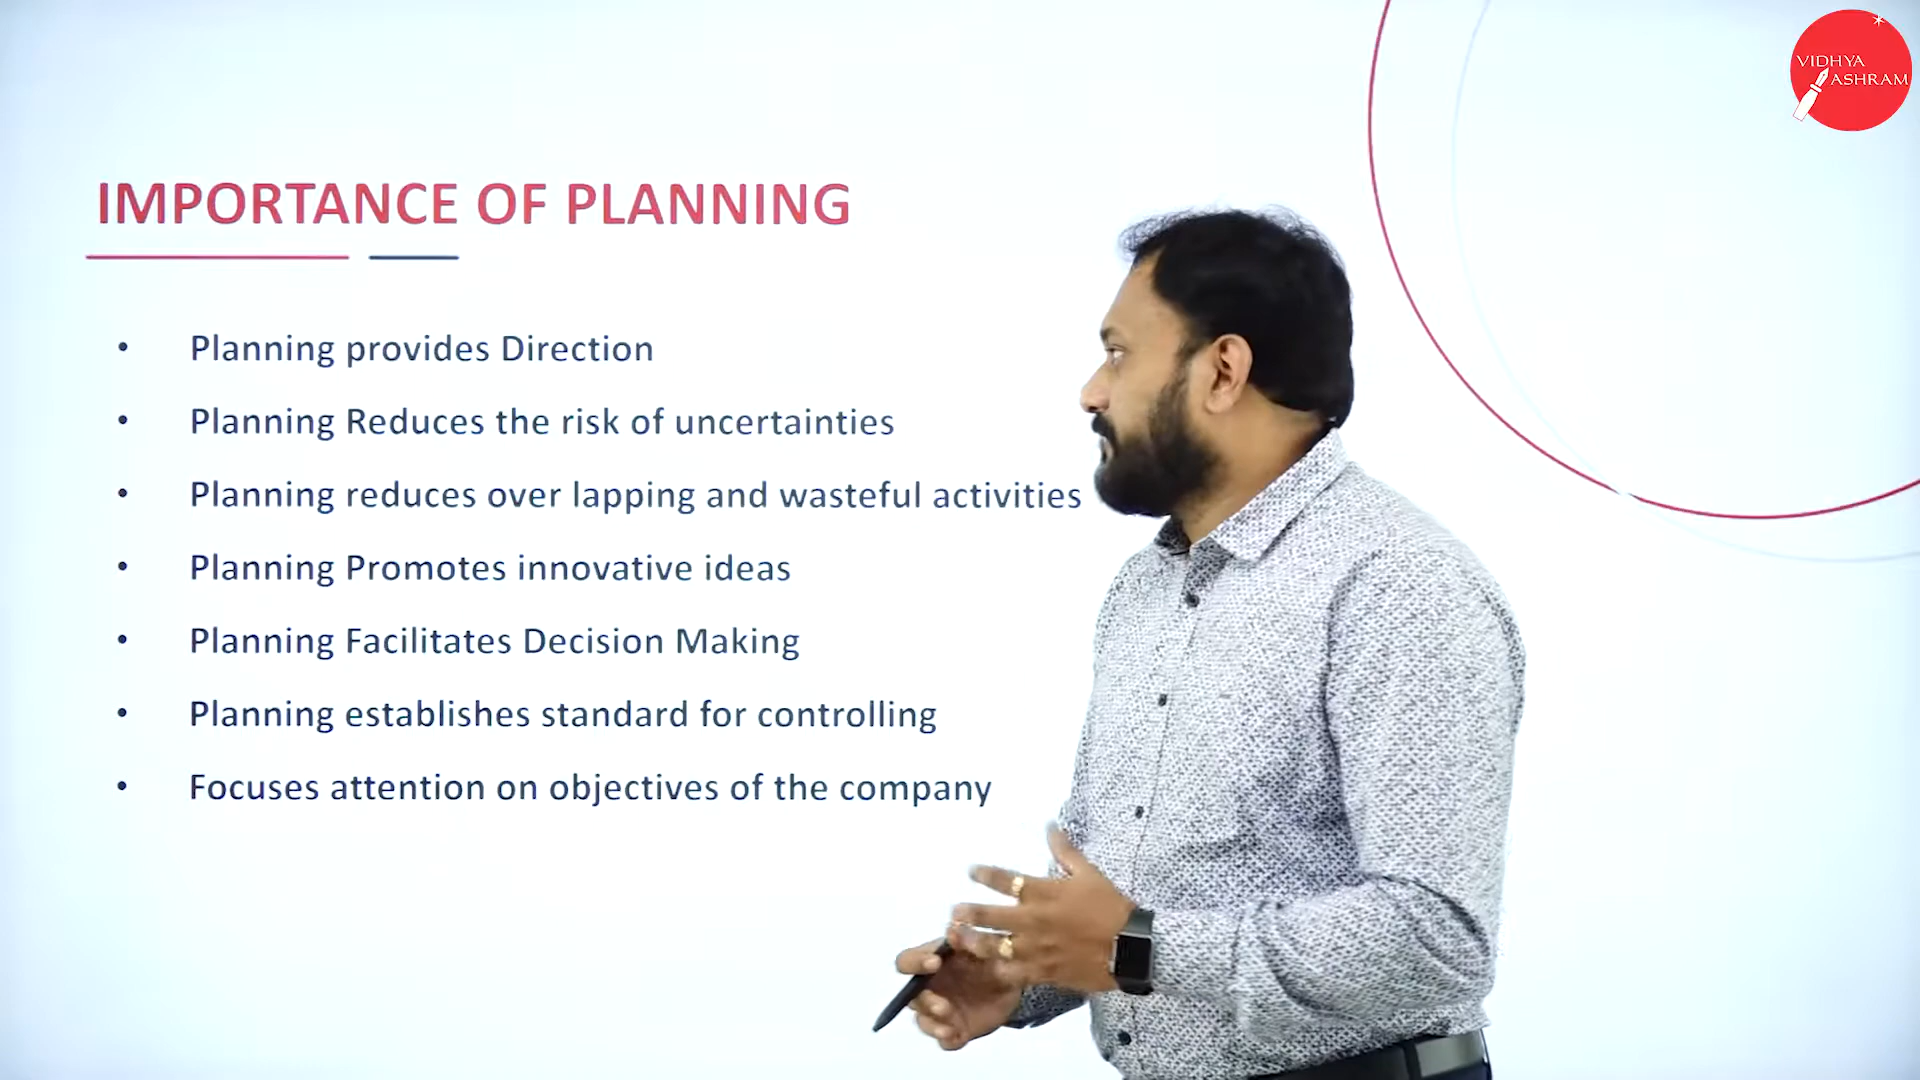 VIDHYA
ASHRAM
IMPORTANCE OF PLANNING
• Planning provides Direction
• Planning Reduces the risk of uncertainties
• Planning reduces over lapping and wasteful activities
• Planning Promotes innovative ideas
• Planning Facilitates Decision Making
• Planning establishes standard for controlling
• Focuses attention on objectives of the company